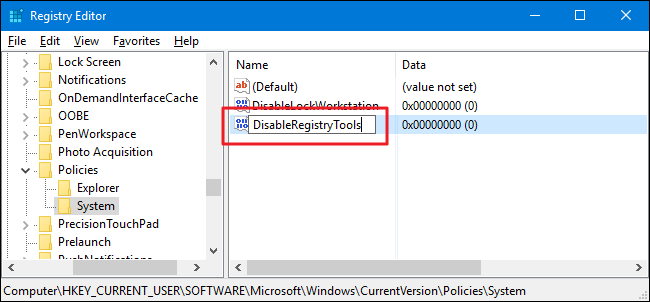 Registry Editor
File Edit View Favorites Help
Lock Screen
Notifications
OnDemandInterfaceCache
OOBE
PenWorkspace
Photo Acquisition
Policies
Explorer
System
PrecisionTouchPad
Prelaunch
PushNotifications
Name Data
ab (Default) (value not set)
DisableLockWorkstation 0x00000000 (0)
DisableRegistryTools 0x00000000 (0)
Computer\HKEY_CURRENT_USER\SOFTWARE\Microsoft\Windows\CurrentVersion\Policies\System